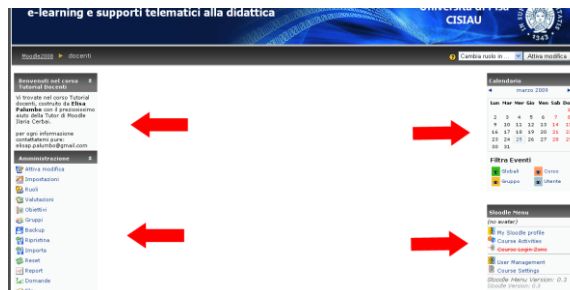 e-learning e supporti telematici alla didattica
Università di Pisa
CISIAU
1343
Moodle2008 ► docenti
Cambia ruolo in ...
Attiva modifica
Benvenuti nel corso
Tutorial Docenti
Vi trovate nel corso Tutorial
docenti, costruito da Elisa
Palumbo con il preziosissimo
aiuto della Tutor di Moodle
Ilaria Cerbai.
per ogni informazione
contattatemi pure:
elisap.palumbo@gmail.com
Amministrazione
Attiva modifica
Impostazioni
Ruoli
Valutazioni
Obiettivi
Gruppi
Backup
Ripristina
Importa
Reset
Report
Domande
Calendario
◄ marzo 2009 ►
Lun Mar Mer Gio Ven Sab Do
2 3 4 5 6 7 8
9 10 11 12 13 14
16 17 18 19 20 21
23 24 25 26 27 28
30 31
Filtra Eventi
Globali Corso
Gruppo Utente
Sloodle Menu
(no avatar)
My Sloodle profile
Course Activities
Course Login Zone
User Management
Course Settings
Sloodle Menu Version: 0.3
Sloodle Version: 0.3